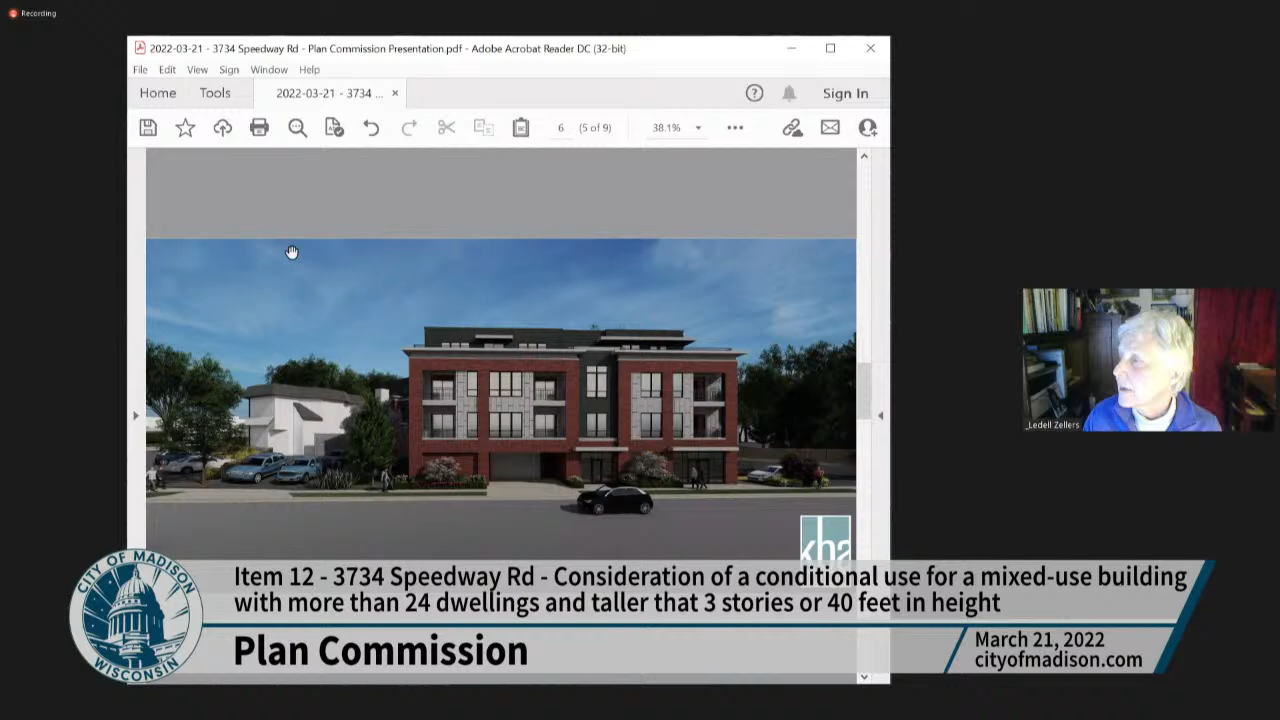 Recording
2022-03-21 - 3734 Speedway Rd - Plan Commission Presentation.pdf - Adobe Acrobat Reader DC (32-bit)
File Edit View Sign Window Help
Home Tools 2022-03-21 - 3734 ... × Sign In
6 (5 of 9) 38.1%
_Ledell Zellers
kba
CITY OF MADISON
WISCONSIN
Item 12 - 3734 Speedway Rd - Consideration of a conditional use for a mixed-use building
with more than 24 dwellings and taller that 3 stories or 40 feet in height
Plan Commission
March 21, 2022
cityofmadison.com